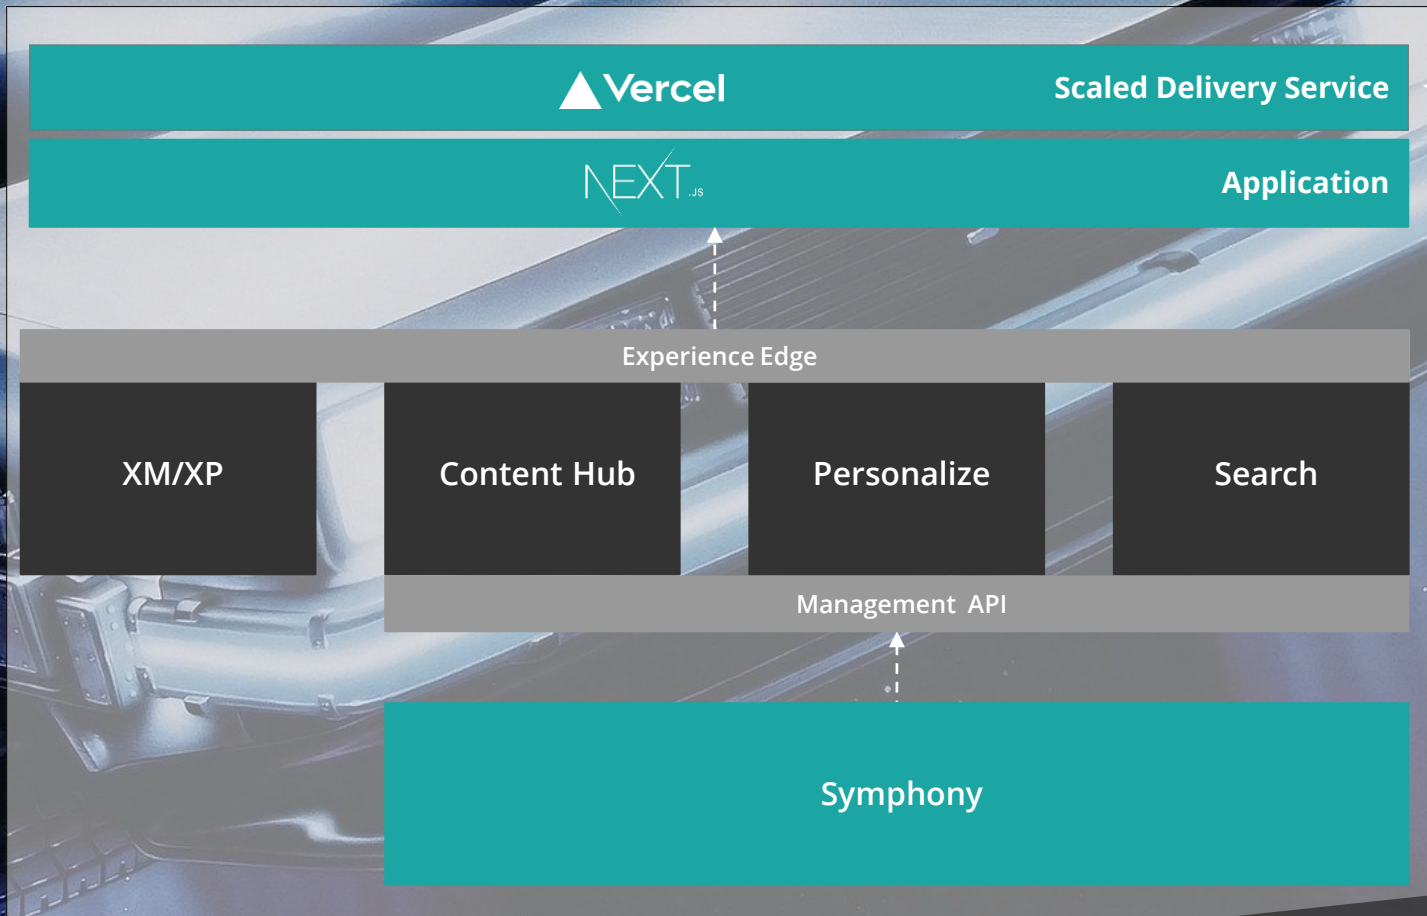 Vercel
Scaled Delivery Service
NEXT.JS
Application
Experience Edge
XM/XP
Content Hub
Personalize
Search
Management API
Symphony